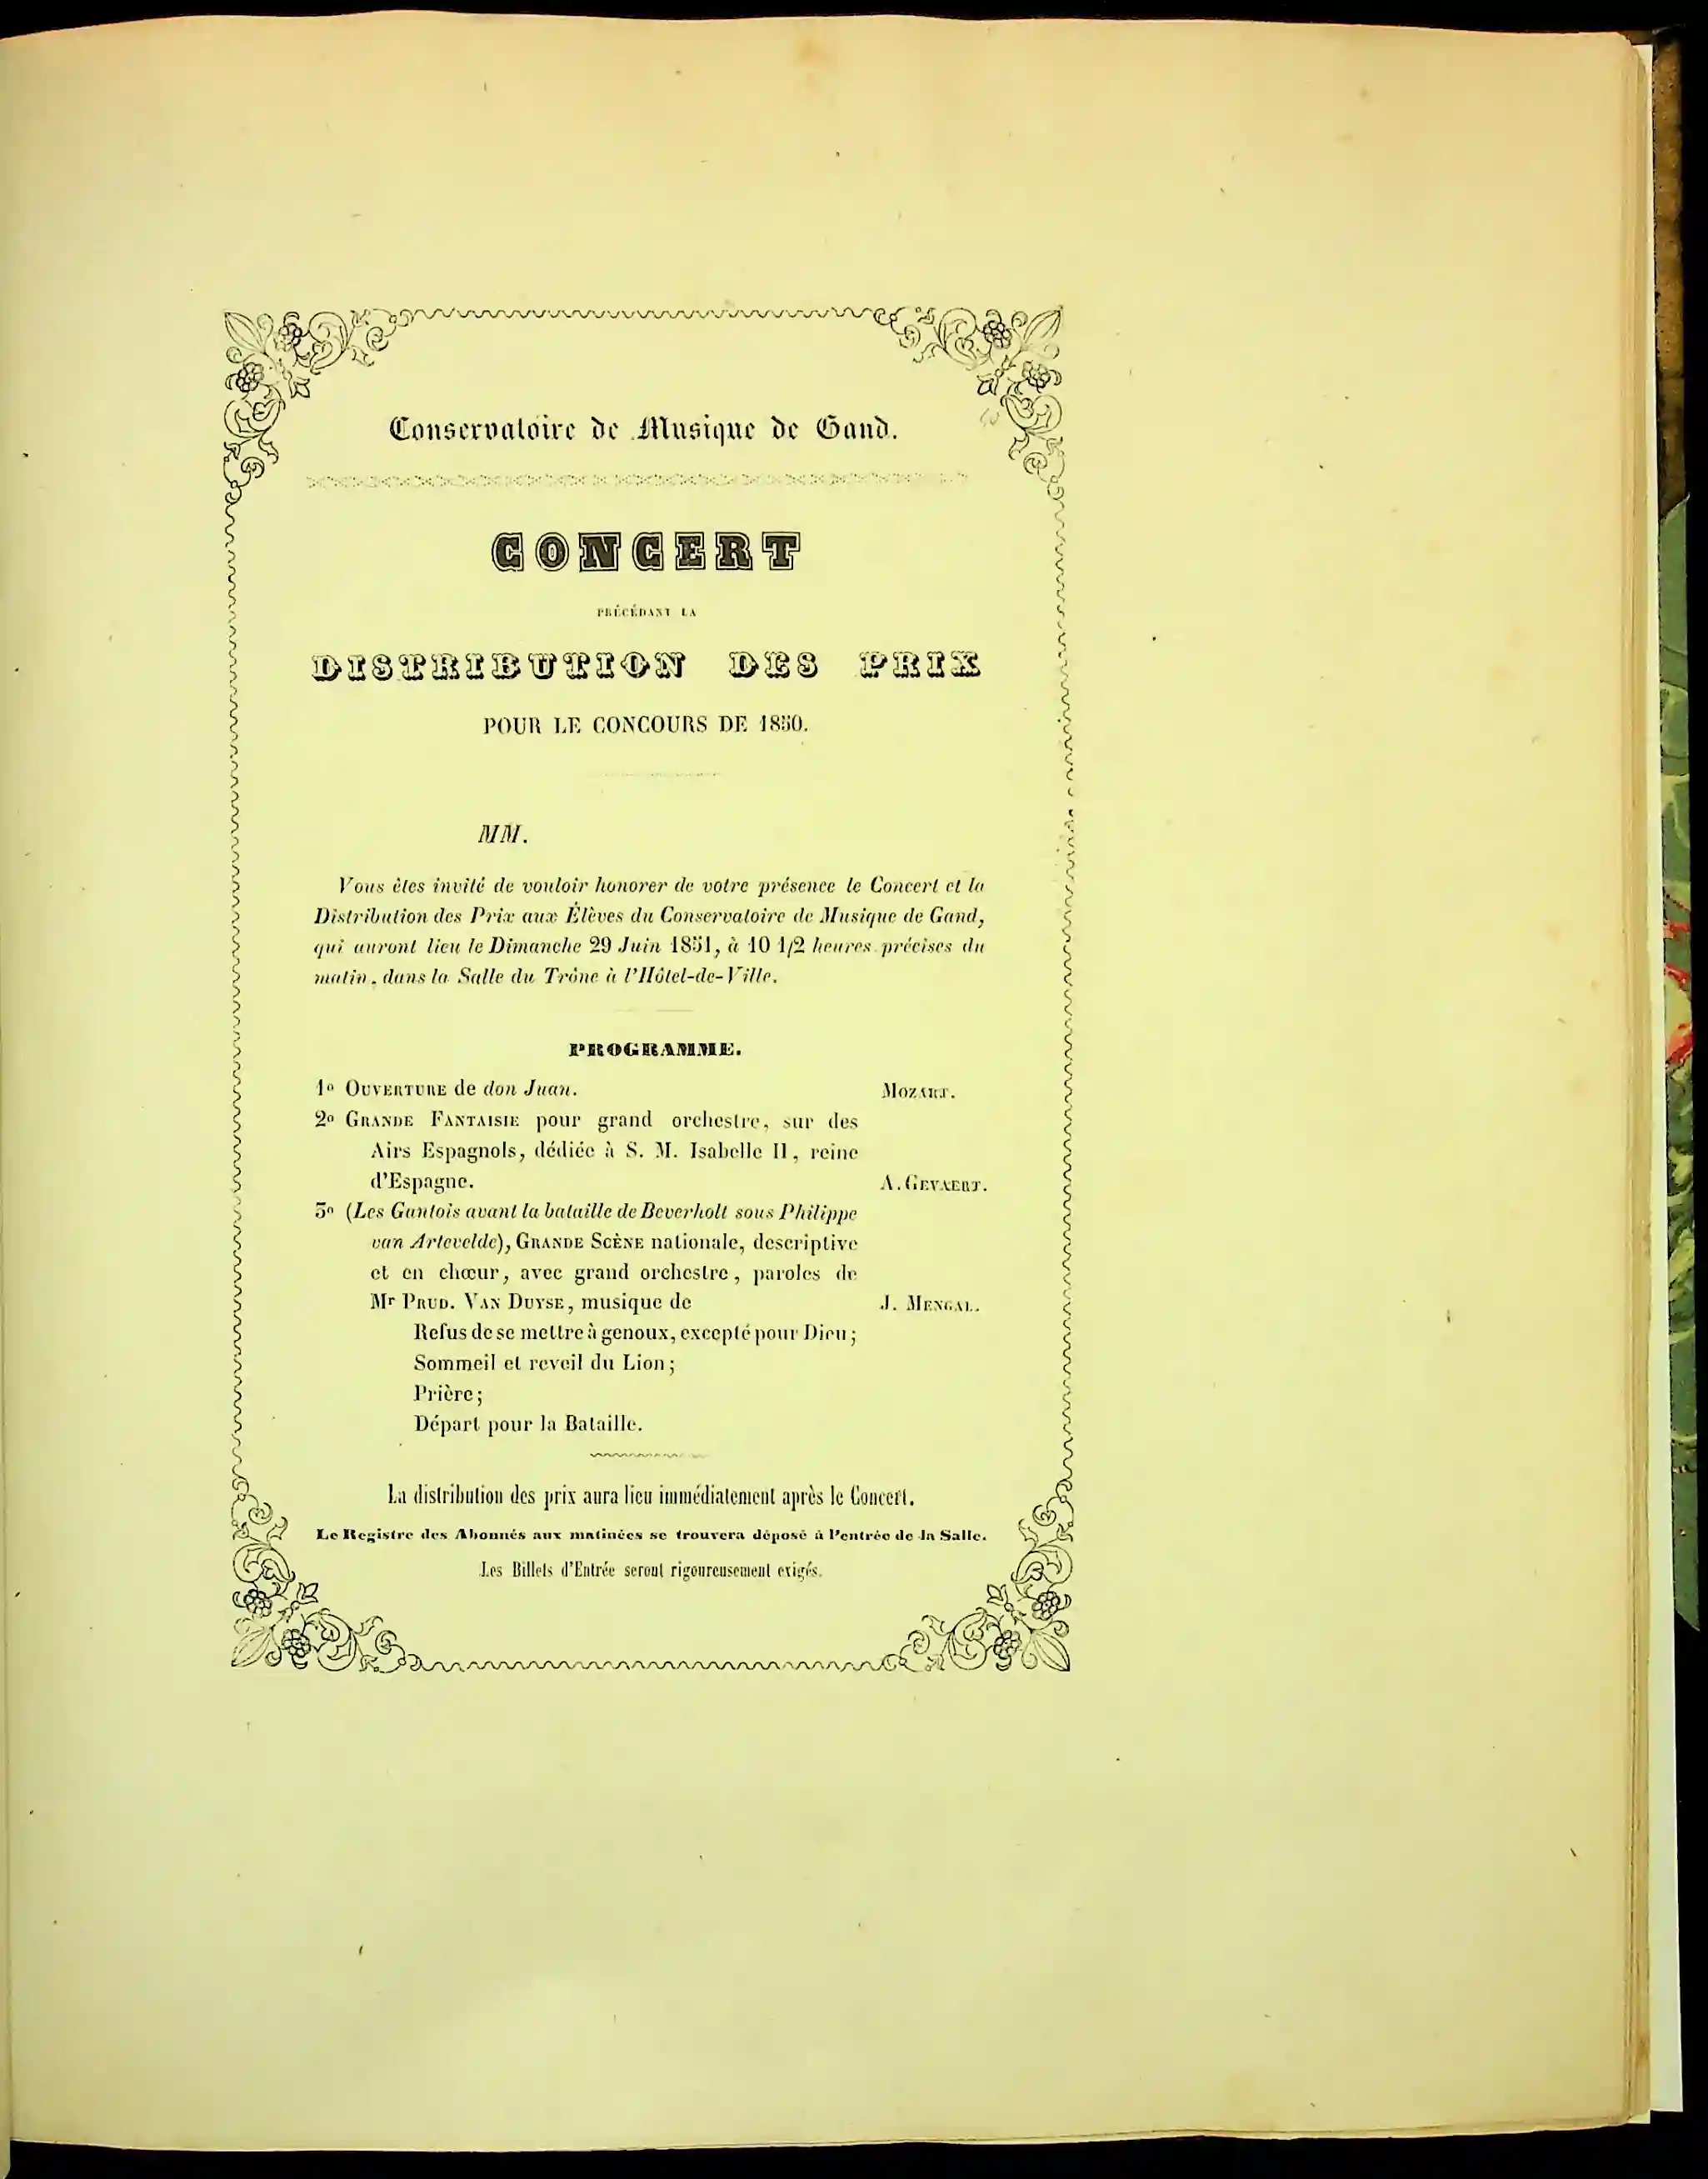 Conservatoire de Musique de Gand.
CONCERT
PRÉCÉDANT LA
DISTRIBUTION DES PRIX
POUR LE CONCOURS DE 1850.
MM.
Vous êtes invité de vouloir honorer de votre présence le Concert et la
Distribution des Prix aux Élèves du Conservatoire de Musique de Gand,
qui auront lieu le Dimanche 29 Juin 1851, à 10 1/2 heures précises du
matin, dans la Salle du Trône à l'Hôtel-de-Ville.
PROGRAMME.
1º OUVERTURE de don Juan. MOZART.
2º GRANDE FANTAISIE pour grand orchestre, sur des
Airs Espagnols, dédiée à S. M. Isabelle II, reine
d'Espagne. A. GEVAERT.
3º (Les Gantois avant la bataille de Beverholt sous Philippe
van Artevelde), GRANDE SCÈNE nationale, descriptive
et en chœur, avec grand orchestre, paroles de
Mr PRUD. VAN DUYSE, musique de J. MENGAL.
Refus de se mettre à genoux, excepté pour Dieu;
Sommeil et reveil du Lion;
Prière;
Départ pour la Bataille.
La distribution des prix aura lieu immédiatement après le Concert.
Le Registre des Abonnés aux matinées se trouvera déposé à l'entrée de la Salle.
Les Billets d'Entrée seront rigoureusement exigés.